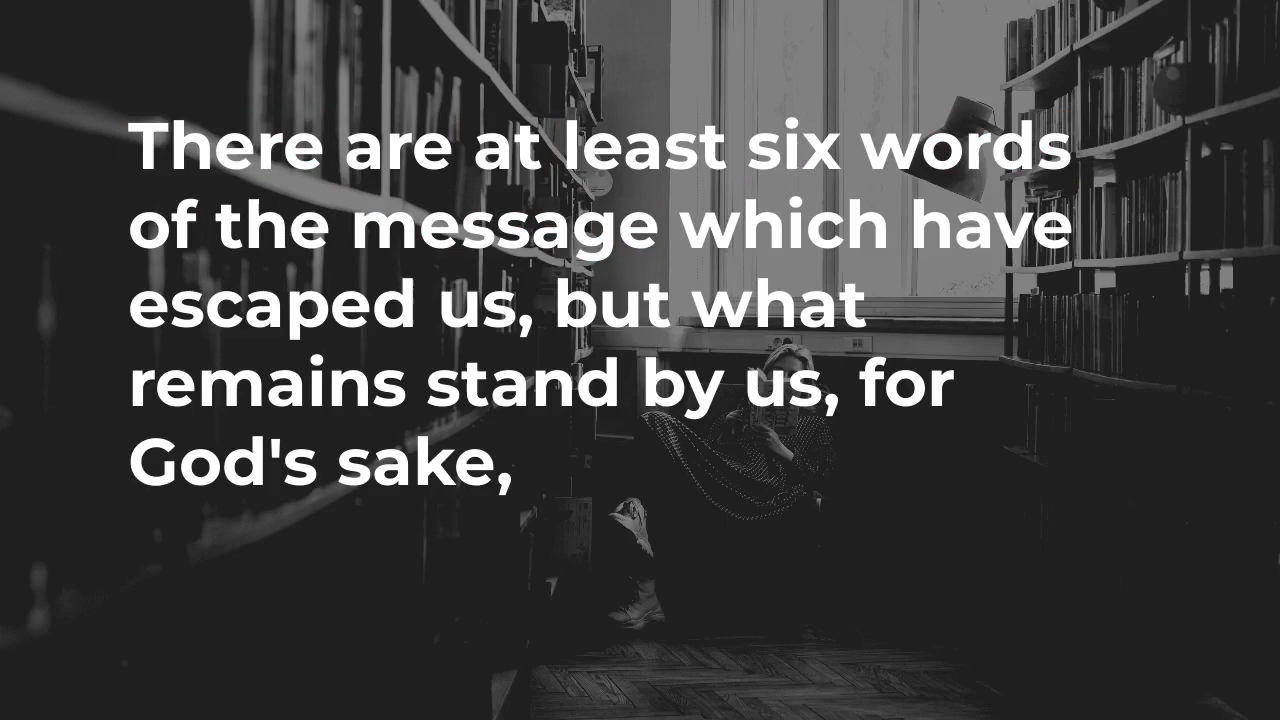 There are at least six words
of the message which have
escaped us, but what
remains stand by us, for
God's sake,